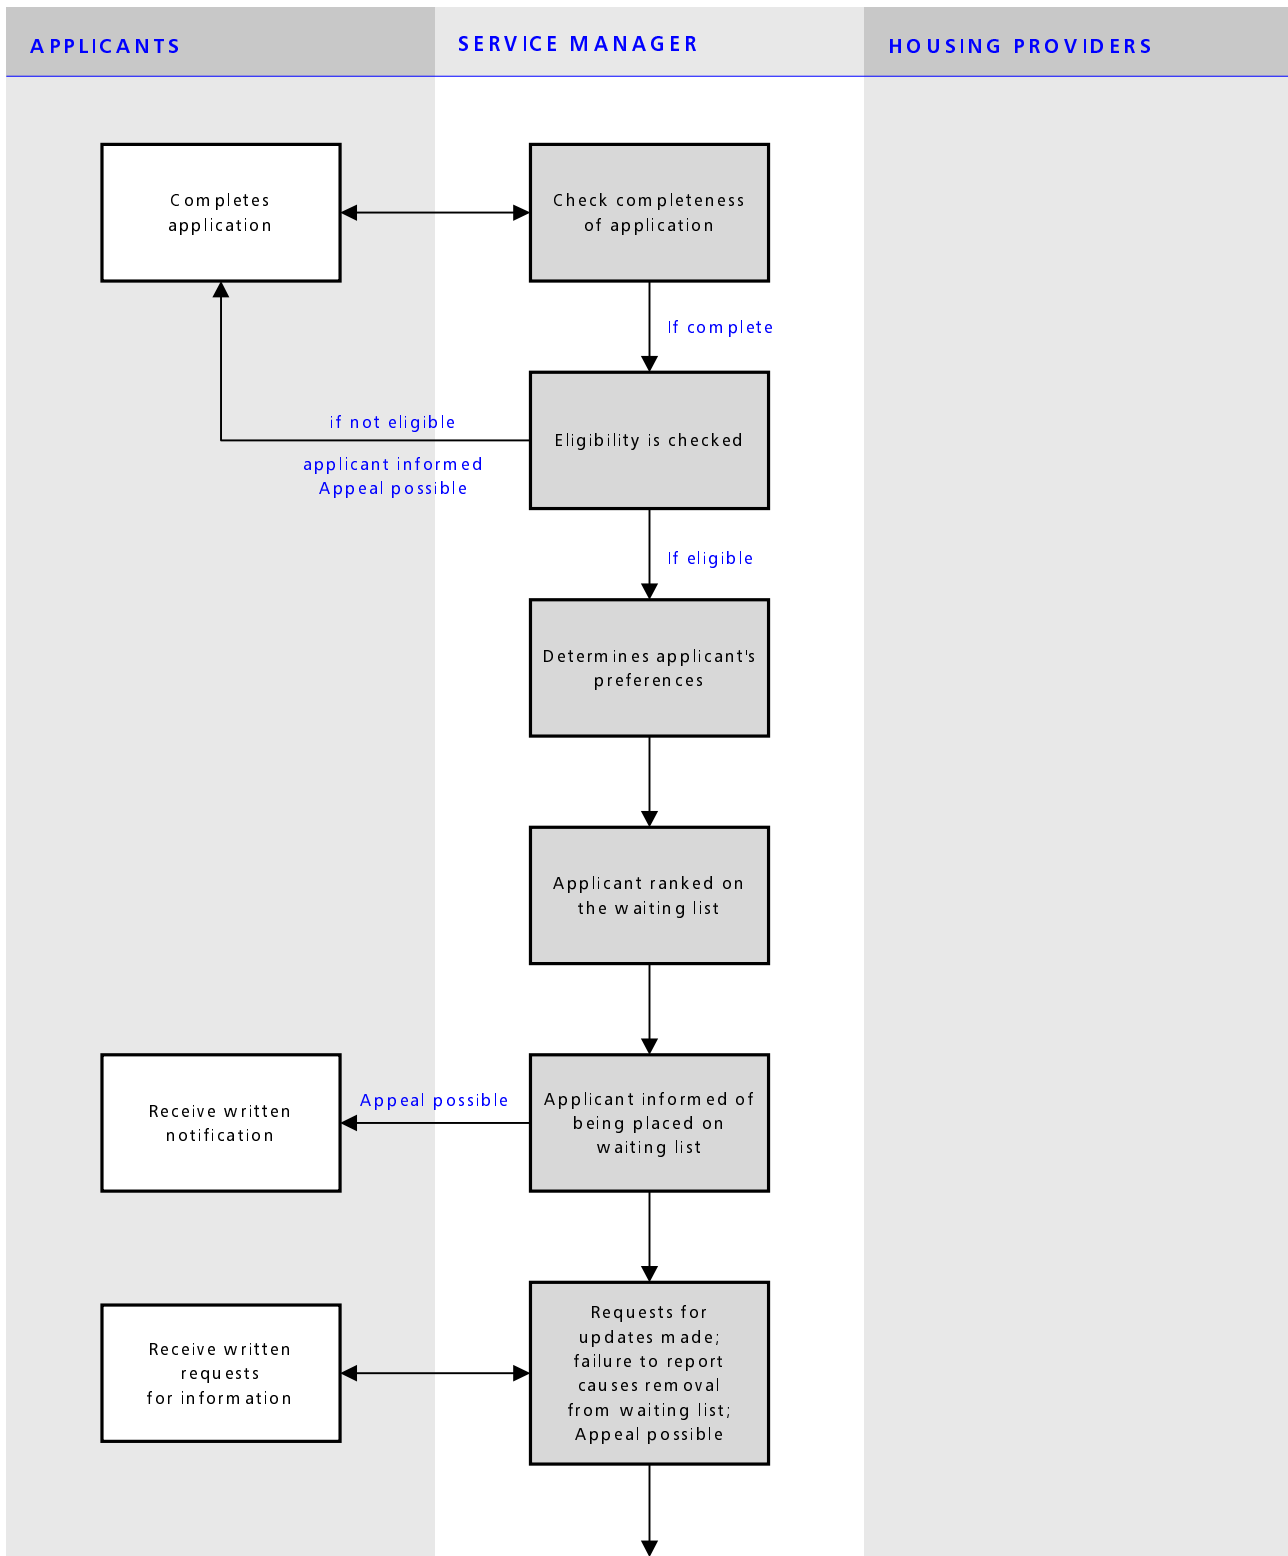 APPLICANTS
SERVICE MANAGER
HOUSING PROVIDERS
Completes
application
Check completeness
of application
If complete
if not eligible
applicant informed
Appeal possible
Eligibility is checked
If eligible
Determines applicant's
preferences
Applicant ranked on
the waiting list
Receive written
notification
Appeal possible
Applicant informed of
being placed on
waiting list
Receive written
requests
for information
Requests for
updates made;
failure to report
causes removal
from waiting list;
Appeal possible